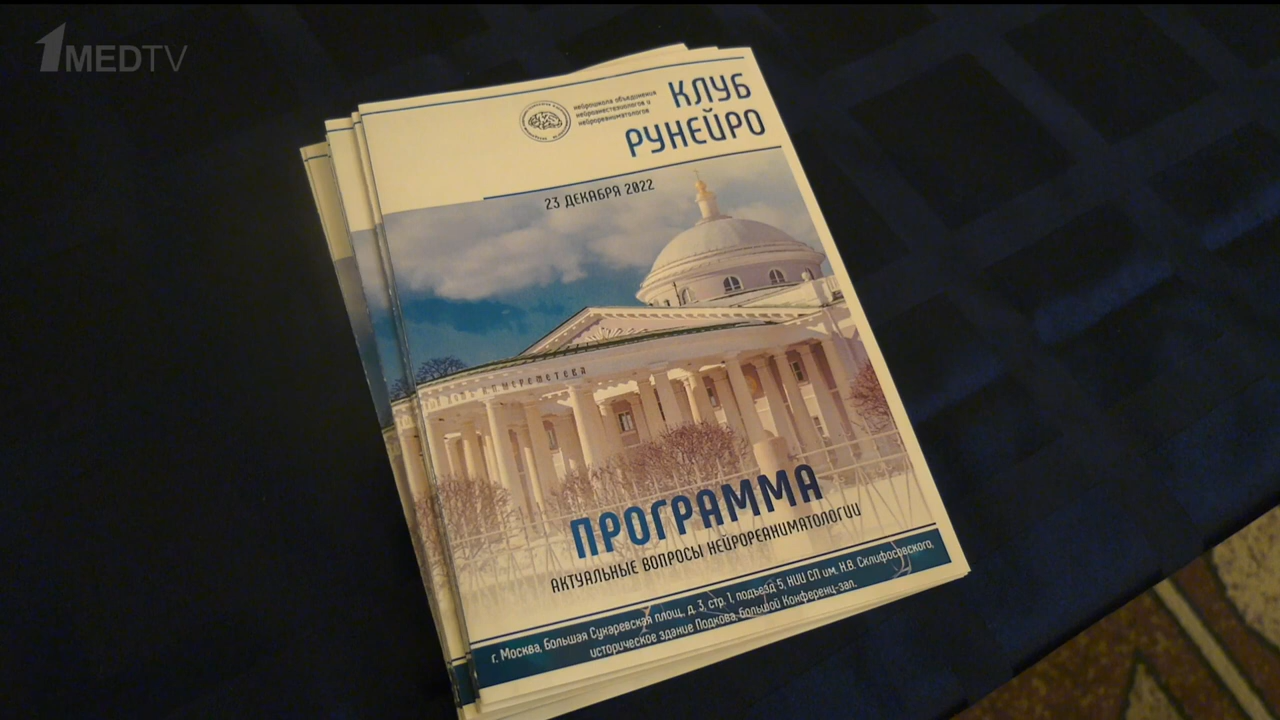 1MEDTV
нейрошкола объединения
нейроанестезиологов и
нейрореаниматологов
КЛУБ
РУНЕЙРО
23 ДЕКАБРЯ 2022
ПРОГРАММА
АКТУАЛЬНЫЕ ВОПРОСЫ НЕЙРОРЕАНИМАТОЛОГИИ
г. Москва, Большая Сухаревская площ, д. 3, стр. 1, подъезд 5, НИИ СП им. Н.В. Склифосовского,
историческое здание Подкова, большой Конференц-зал.